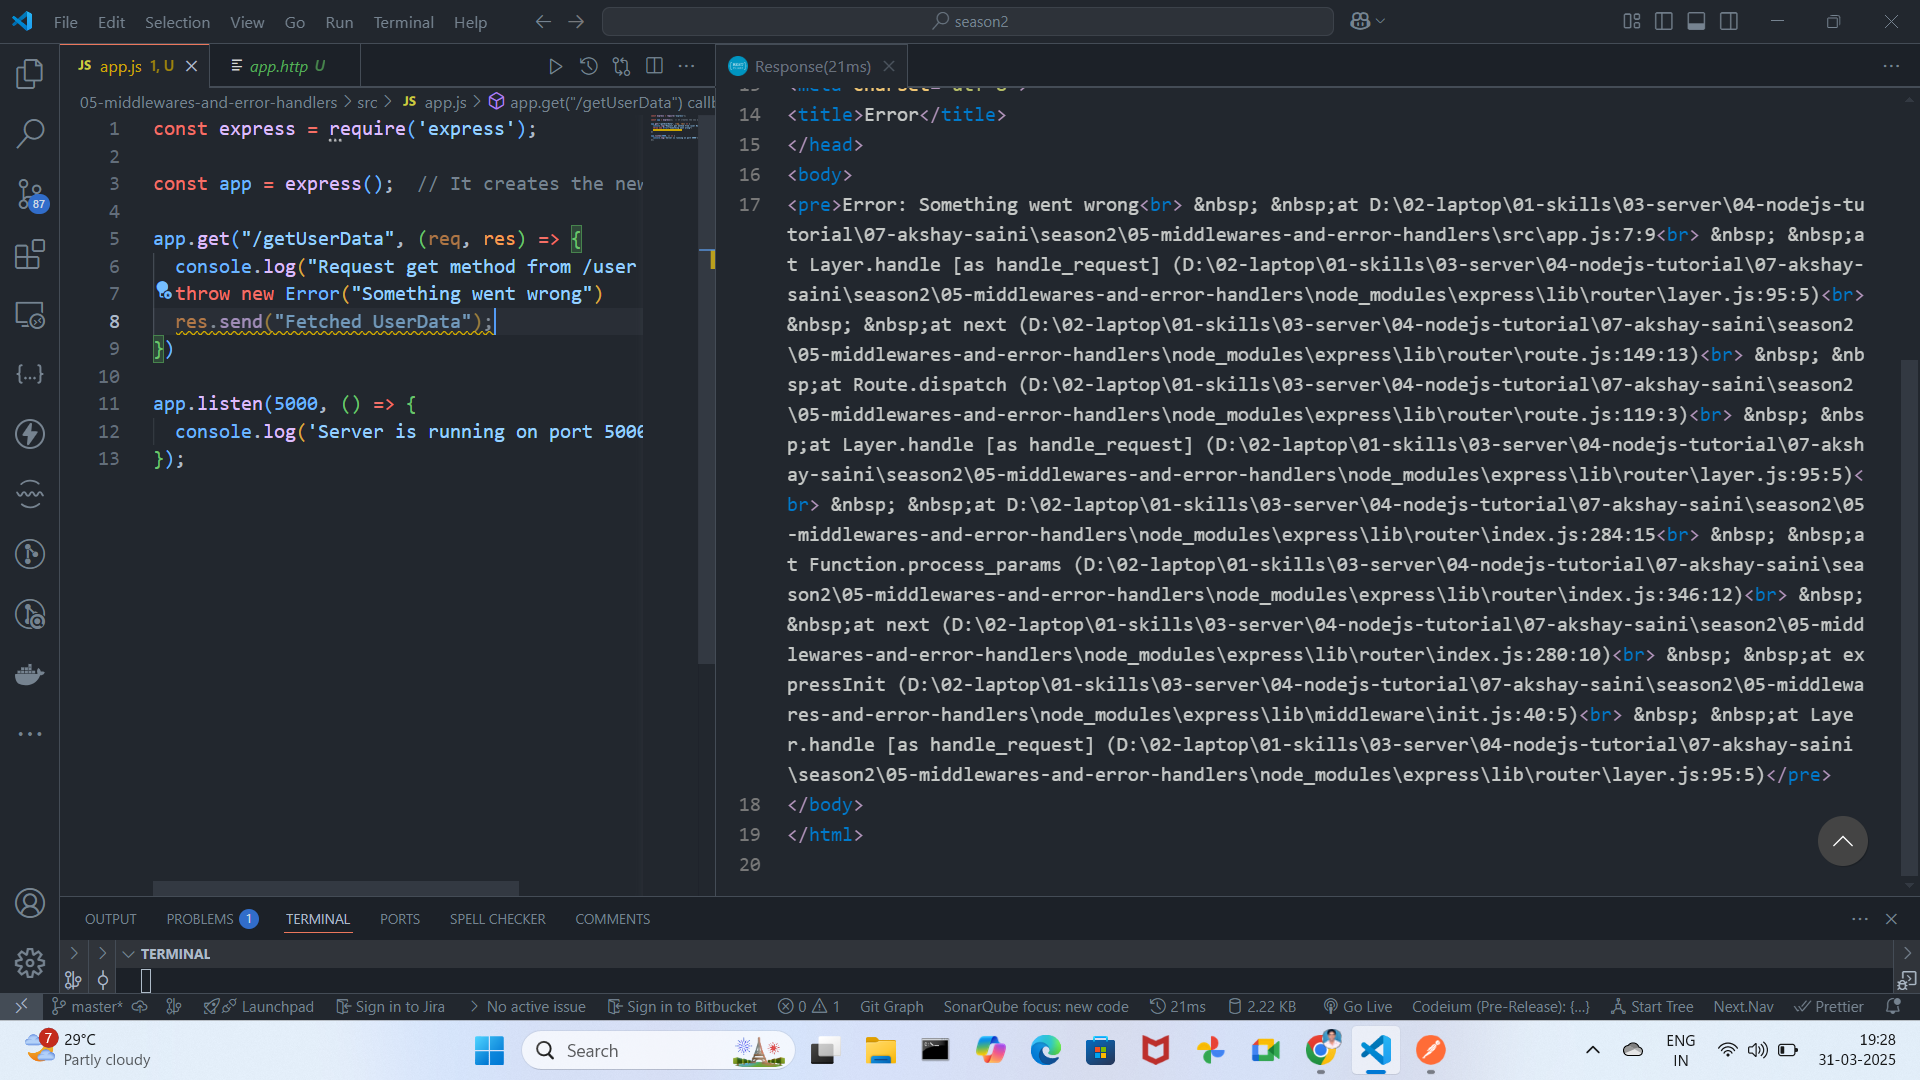 File Edit Selection View Go Run Terminal Help
season2
JS app.js 1, U
app.http U
Response(21ms)
05-middlewares-and-error-handlers > src > JS app.js > app.get("/getUserData")
1 const express = require('express');
2
3 const app = express();  // It creates the new
4
5 app.get("/getUserData", (req, res) => {
6   console.log("Request get method from /user
7   throw new Error("Something went wrong")
8   res.send("Fetched UserData");
9 })
10
11 app.listen(5000, () => {
12   console.log('Server is running on port 5000
13 });
14 <title>Error</title>
15 </head>
16 <body>
17 <pre>Error: Something went wrong<br> &nbsp; &nbsp;at D:\02-laptop\01-skills\03-server\04-nodejs-tu
torial\07-akshay-saini\season2\05-middlewares-and-error-handlers\src\app.js:7:9<br> &nbsp; &nbsp;a
t Layer.handle [as handle_request] (D:\02-laptop\01-skills\03-server\04-nodejs-tutorial\07-akshay-
saini\season2\05-middlewares-and-error-handlers\node_modules\express\lib\router\layer.js:95:5)<br>
&nbsp; &nbsp;at next (D:\02-laptop\01-skills\03-server\04-nodejs-tutorial\07-akshay-saini\season2
\05-middlewares-and-error-handlers\node_modules\express\lib\router\route.js:149:13)<br> &nbsp; &nb
sp;at Route.dispatch (D:\02-laptop\01-skills\03-server\04-nodejs-tutorial\07-akshay-saini\season2
\05-middlewares-and-error-handlers\node_modules\express\lib\router\route.js:119:3)<br> &nbsp; &nbs
p;at Layer.handle [as handle_request] (D:\02-laptop\01-skills\03-server\04-nodejs-tutorial\07-aksh
ay-saini\season2\05-middlewares-and-error-handlers\node_modules\express\lib\router\layer.js:95:5)<
br> &nbsp; &nbsp;at D:\02-laptop\01-skills\03-server\04-nodejs-tutorial\07-akshay-saini\season2\05
-middlewares-and-error-handlers\node_modules\express\lib\router\index.js:284:15<br> &nbsp; &nbsp;a
t Function.process_params (D:\02-laptop\01-skills\03-server\04-nodejs-tutorial\07-akshay-saini\sea
son2\05-middlewares-and-error-handlers\node_modules\express\lib\router\index.js:346:12)<br> &nbsp;
&nbsp;at next (D:\02-laptop\01-skills\03-server\04-nodejs-tutorial\07-akshay-saini\season2\05-midd
lewares-and-error-handlers\node_modules\express\lib\router\index.js:280:10)<br> &nbsp; &nbsp;at ex
pressInit (D:\02-laptop\01-skills\03-server\04-nodejs-tutorial\07-akshay-saini\season2\05-middlewa
res-and-error-handlers\node_modules\express\lib\middleware\init.js:40:5)<br> &nbsp; &nbsp;at Laye
r.handle [as handle_request] (D:\02-laptop\01-skills\03-server\04-nodejs-tutorial\07-akshay-saini
\season2\05-middlewares-and-error-handlers\node_modules\express\lib\router\layer.js:95:5)</pre>
18 </body>
19 </html>
20
87
OUTPUT PROBLEMS 1 TERMINAL PORTS SPELL CHECKER COMMENTS
TERMINAL
master* Launchpad Sign in to Jira No active issue Sign in to Bitbucket 0 1 Git Graph SonarQube focus: new code 21ms 2.22 KB Go Live Codeium (Pre-Release): {...} Start Tree Next.Nav Prettier
7 29°C
Partly cloudy
Search
ENG
IN
19:28
31-03-2025